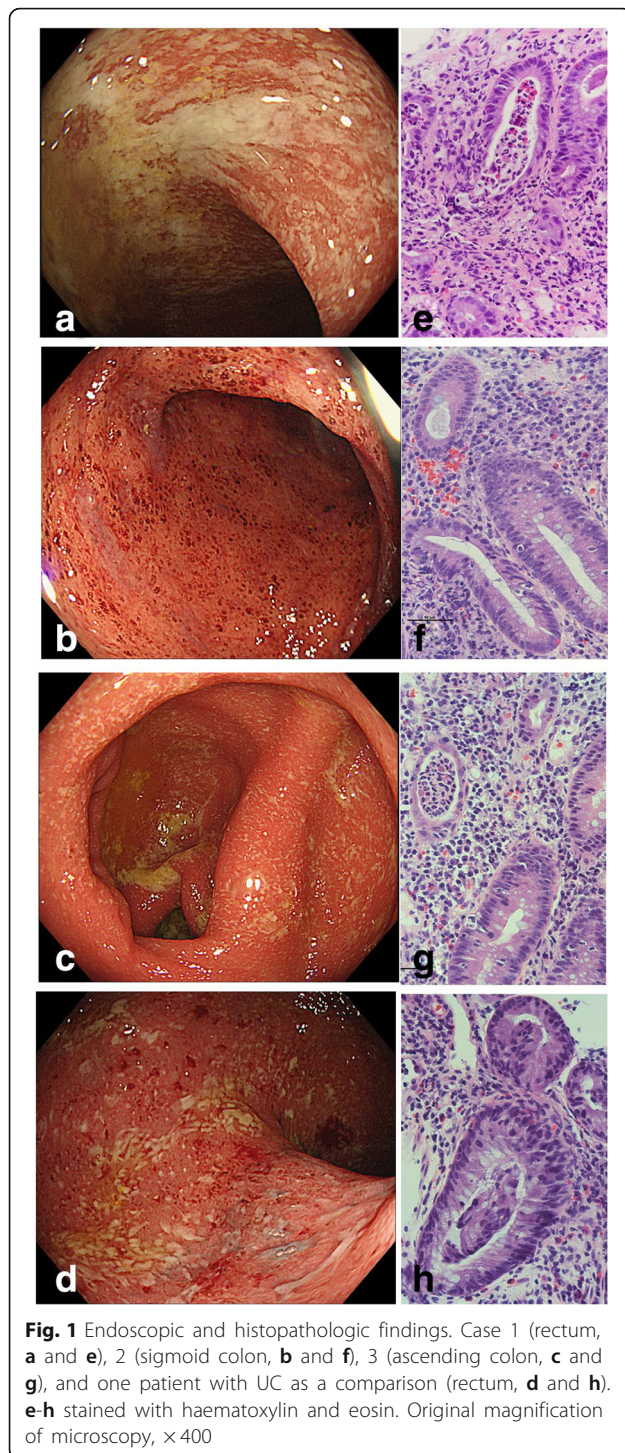 a
e
b
f
c
g
d
h
Fig. 1 Endoscopic and histopathologic findings. Case 1 (rectum,
a and e), 2 (sigmoid colon, b and f), 3 (ascending colon, c and
g), and one patient with UC as a comparison (rectum, d and h).
e-h stained with haematoxylin and eosin. Original magnification
of microscopy, × 400